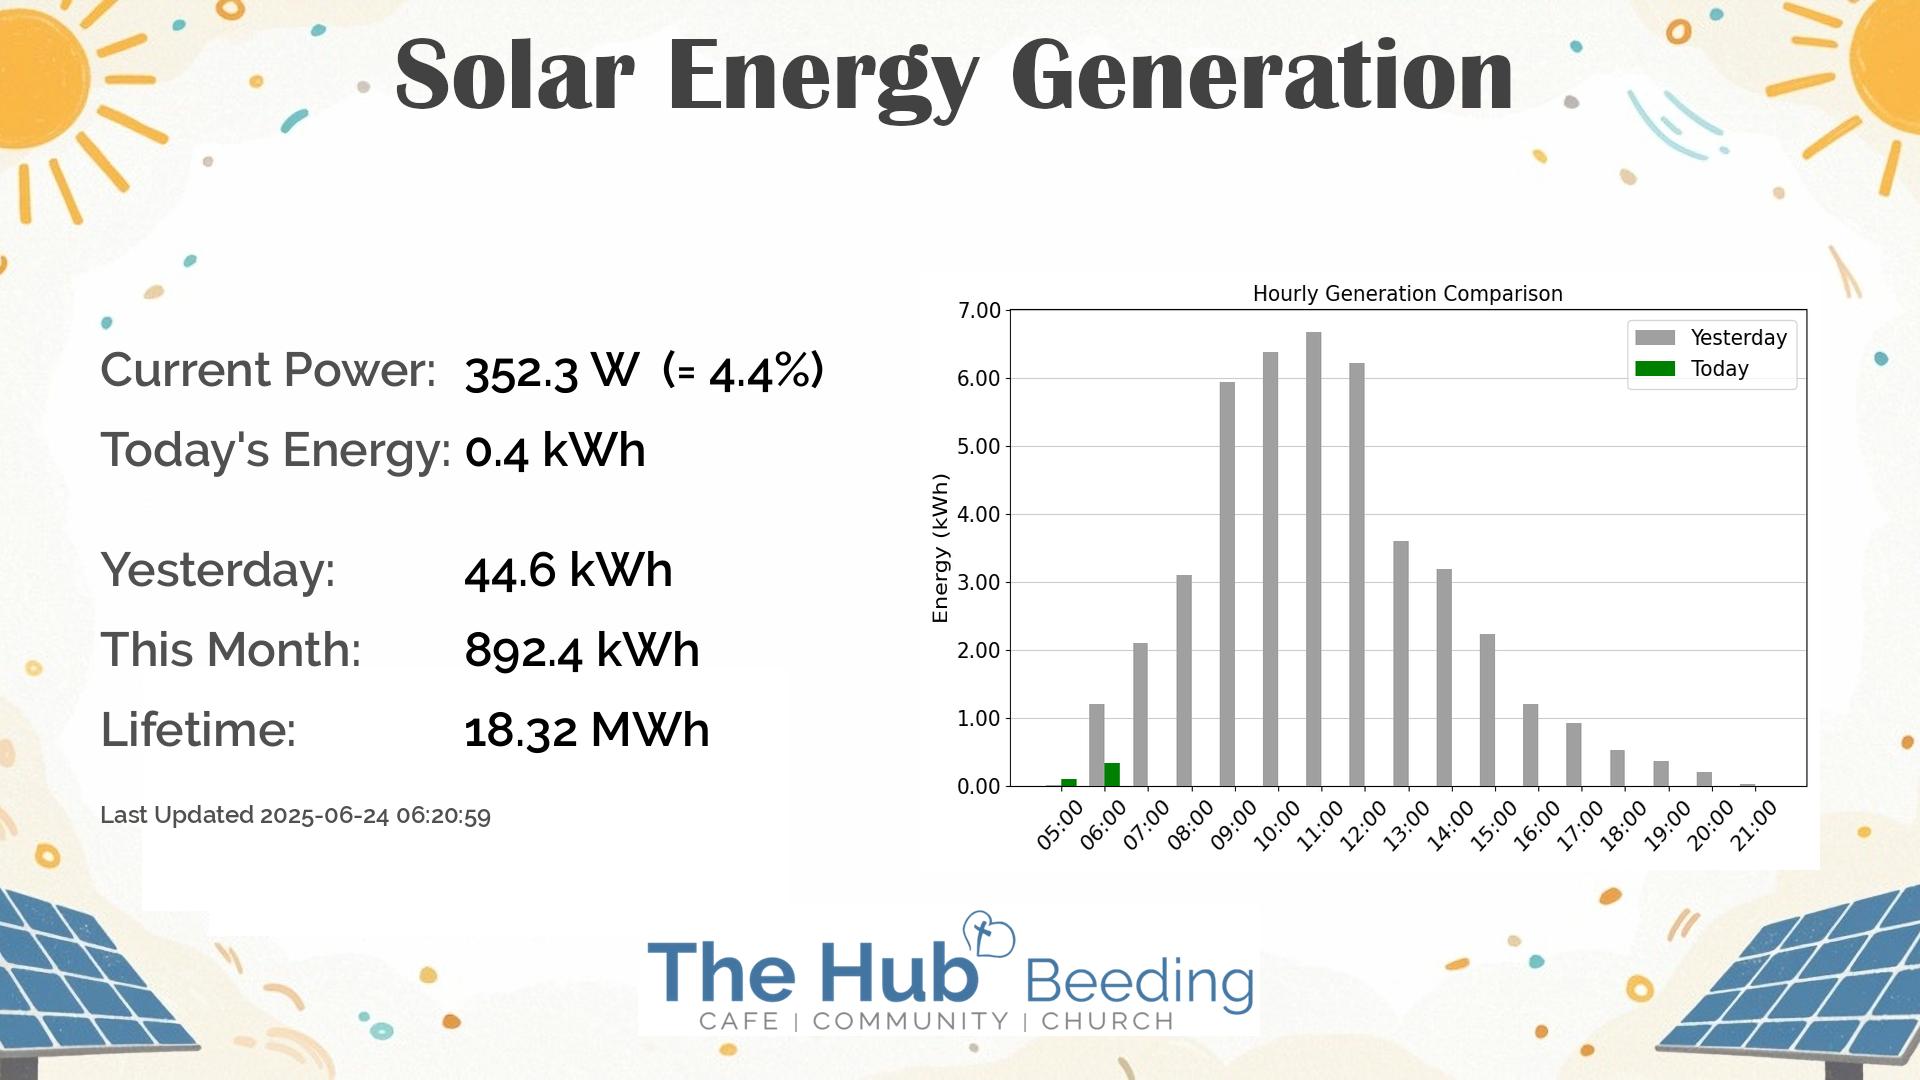 Solar Energy Generation
Current Power: 352.3 W (= 4.4%)
Today's Energy: 0.4 kWh
Yesterday: 44.6 kWh
This Month: 892.4 kWh
Lifetime: 18.32 MWh
Last Updated 2025-06-24 06:20:59
Hourly Generation Comparison
Yesterday
Today
Energy (kWh)
7.00
6.00
5.00
4.00
3.00
2.00
1.00
0.00
05:00 06:00 07:00 08:00 09:00 10:00 11:00 12:00 13:00 14:00 15:00 16:00 17:00 18:00 19:00 20:00 21:00
The Hub Beeding
CAFE | COMMUNITY | CHURCH